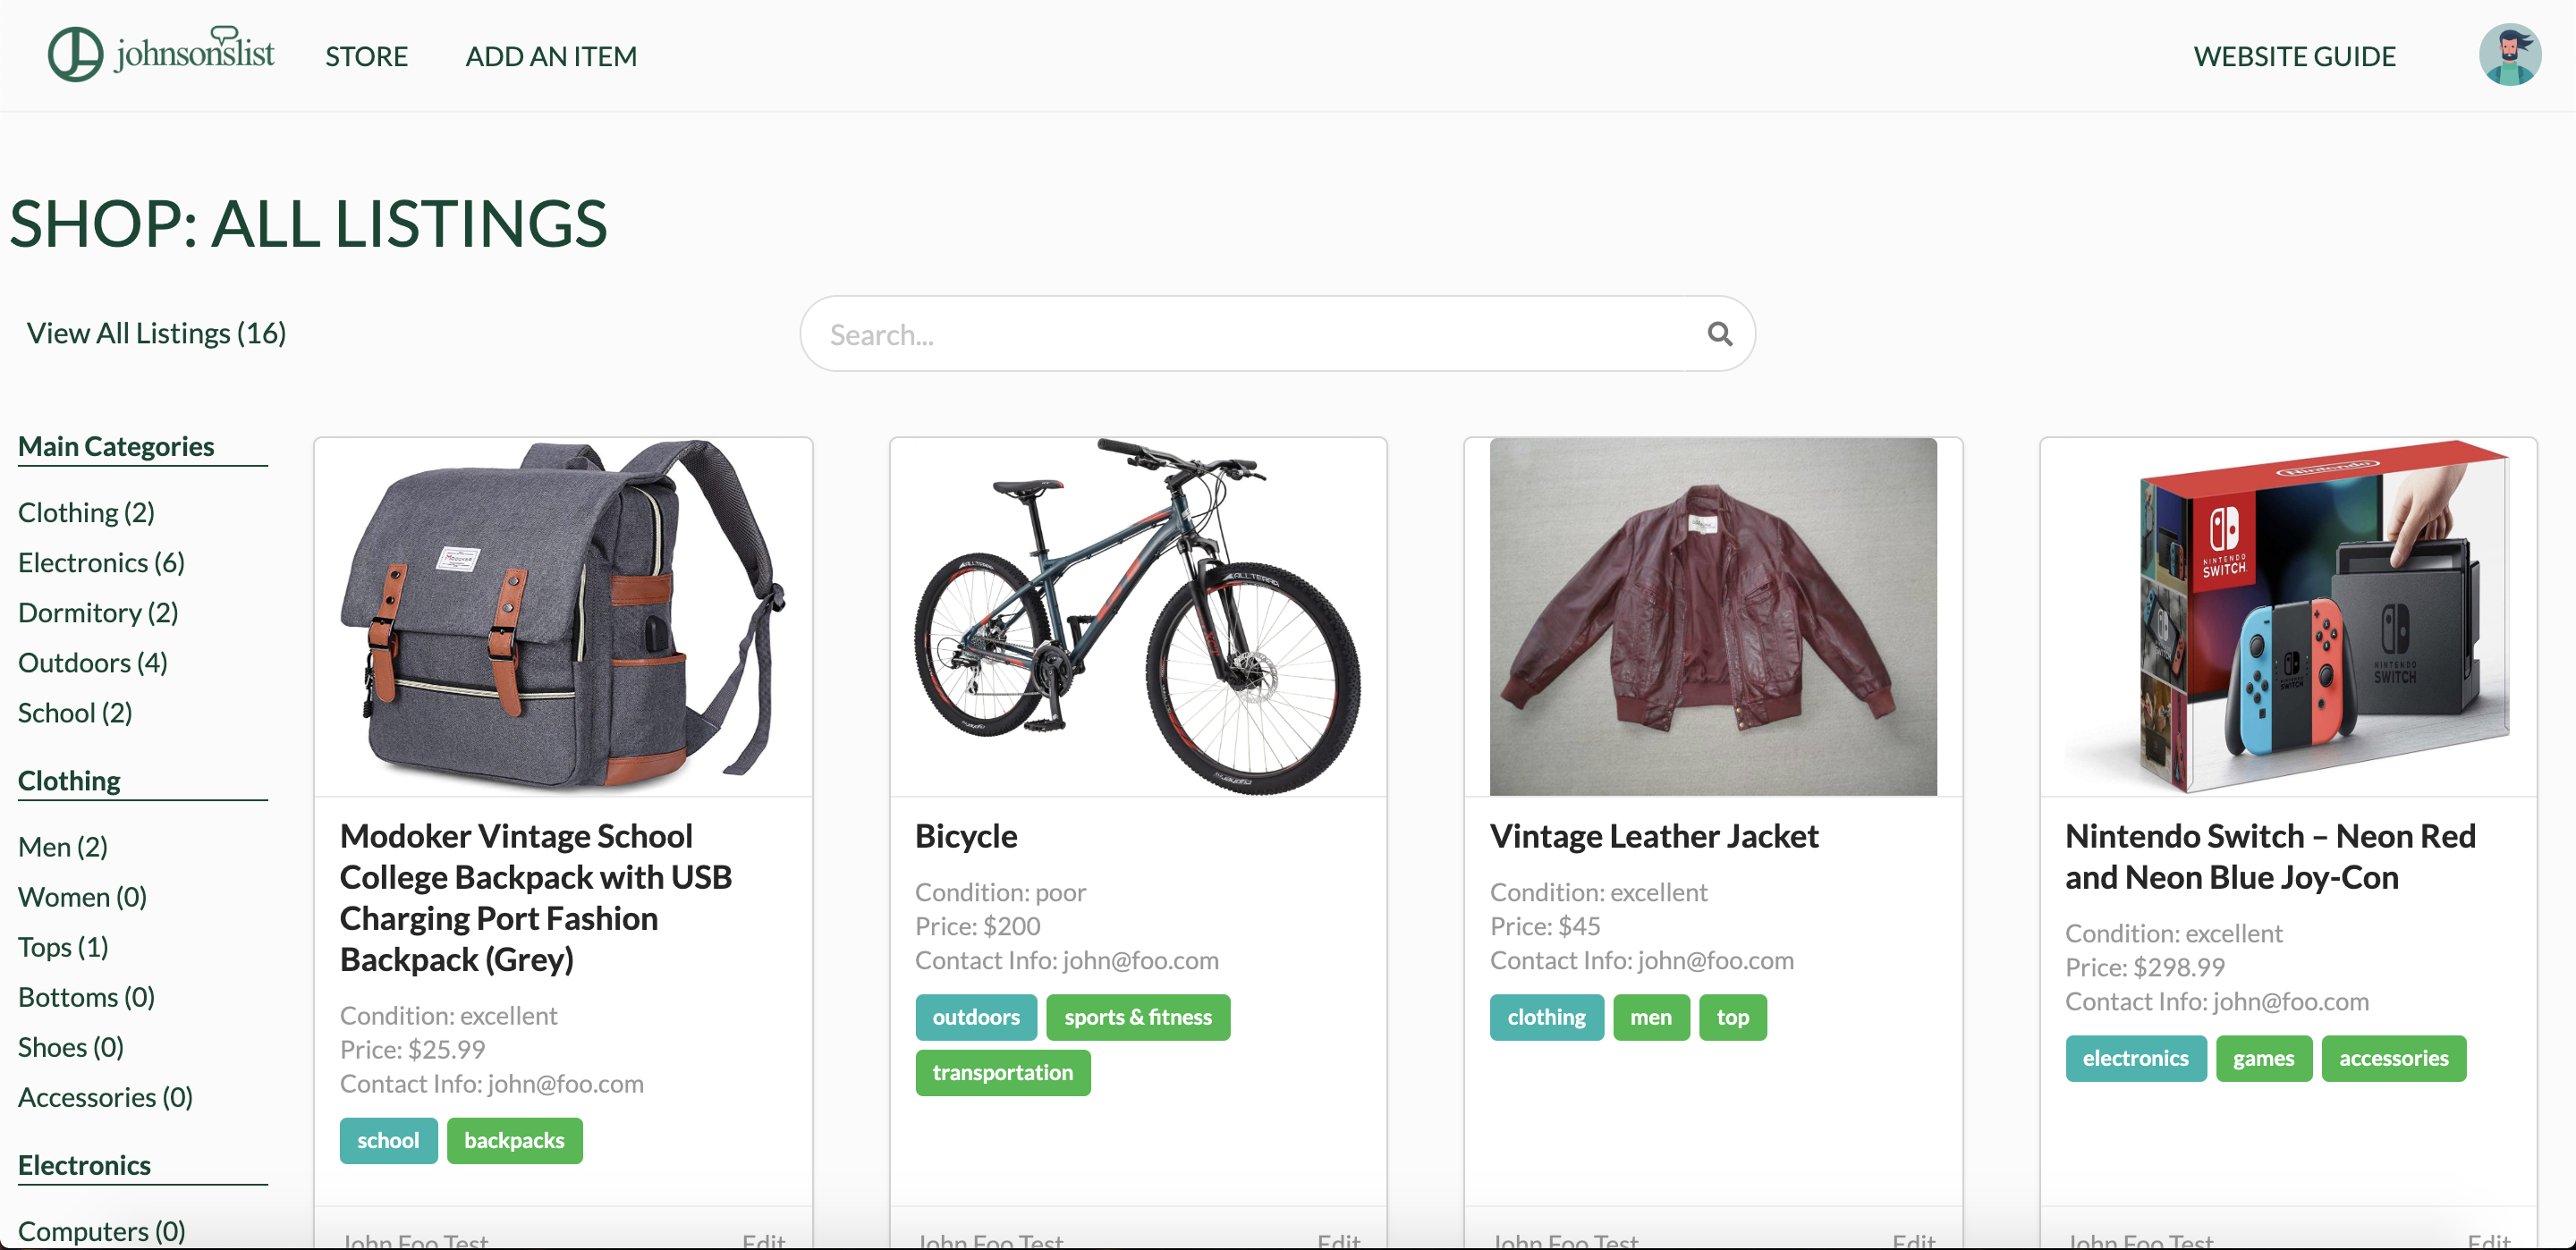 johnsonslist STORE ADD AN ITEM WEBSITE GUIDE
SHOP: ALL LISTINGS
View All Listings (16)
Search...
Main Categories
Clothing (2)
Electronics (6)
Dormitory (2)
Outdoors (4)
School (2)
Clothing
Men (2)
Women (0)
Tops (1)
Bottoms (0)
Shoes (0)
Accessories (0)
Electronics
Computers (0)
Modoker Vintage School
College Backpack with USB
Charging Port Fashion
Backpack (Grey)
Condition: excellent
Price: $25.99
Contact Info: john@foo.com
school backpacks
John Foo Test Edit
ALLTERRA
ALLTERRA
Bicycle
Condition: poor
Price: $200
Contact Info: john@foo.com
outdoors sports & fitness
transportation
John Foo Test Edit
Vintage Leather Jacket
Condition: excellent
Price: $45
Contact Info: john@foo.com
clothing men top
John Foo Test Edit
Nintendo
NINTENDO
SWITCH
NINTENDO
SWITCH
Nintendo Switch – Neon Red
and Neon Blue Joy-Con
Condition: excellent
Price: $298.99
Contact Info: john@foo.com
electronics games accessories
John Foo Test Edit